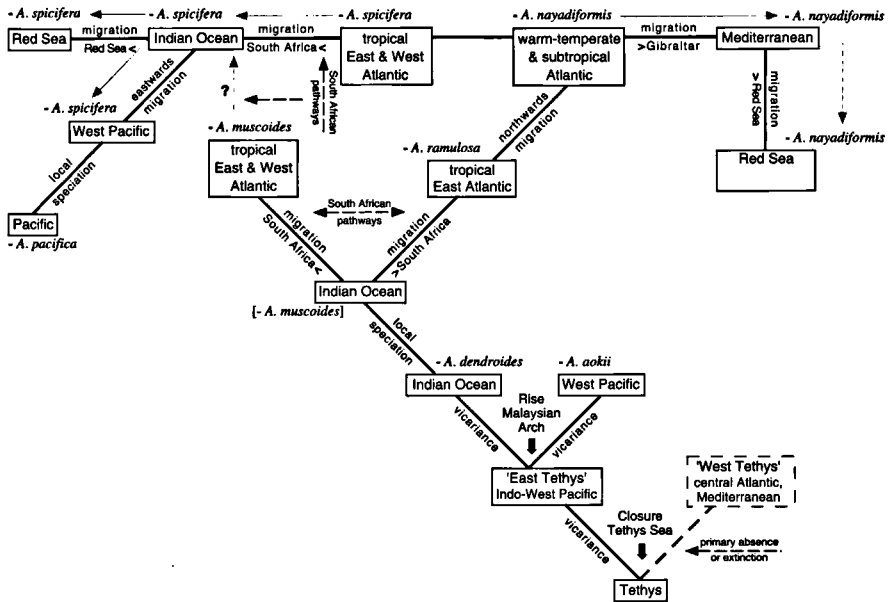 - A. spicifera
- A. spicifera
- A. spicifera
- A. nayadiformis
- A. nayadiformis
Red Sea
migration
Red Sea <
Indian Ocean
migration
South Africa<
tropical
East & West
Atlantic
warm-temperate
& subtropical
Atlantic
migration
>Gibraltar
Mediterranean
eastwards
migration
?
South African
pathways
migration
> Red Sea
- A. spicifera
West Pacific
- A. muscoides
tropical
East & West
Atlantic
northwards
migration
- A. ramulosa
tropical
East Atlantic
- A. nayadiformis
Red Sea
local
speciation
Pacific
- A. pacifica
South African
pathways
migration
South Africa<
migration
>South Africa
Indian Ocean
[- A. muscoides]
local
speciation
- A. dendroides
Indian Ocean
- A. aokii
West Pacific
Rise
Malaysian
Arch
vicariance
vicariance
'East Tethys'
Indo-West Pacific
'West Tethys'
central Atlantic,
Mediterranean
vicariance
Closure
Tethys Sea
primary absence
or extinction
Tethys